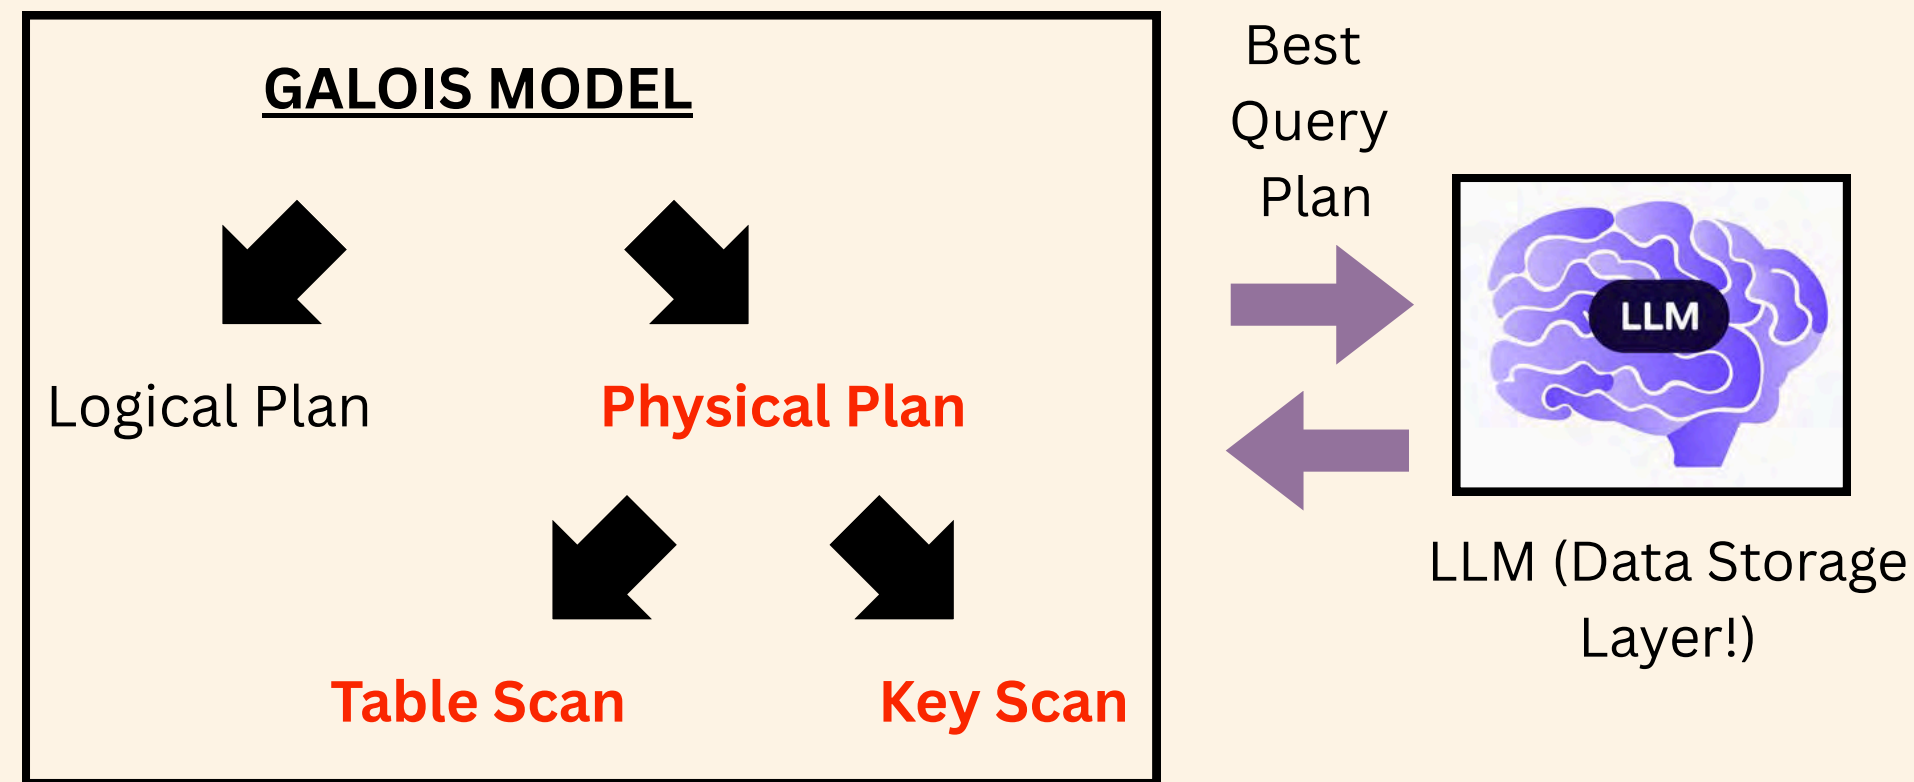 GALOIS MODEL
Logical Plan
Physical Plan
Table Scan
Key Scan
Best
Query
Plan
LLM
LLM (Data Storage
Layer!)